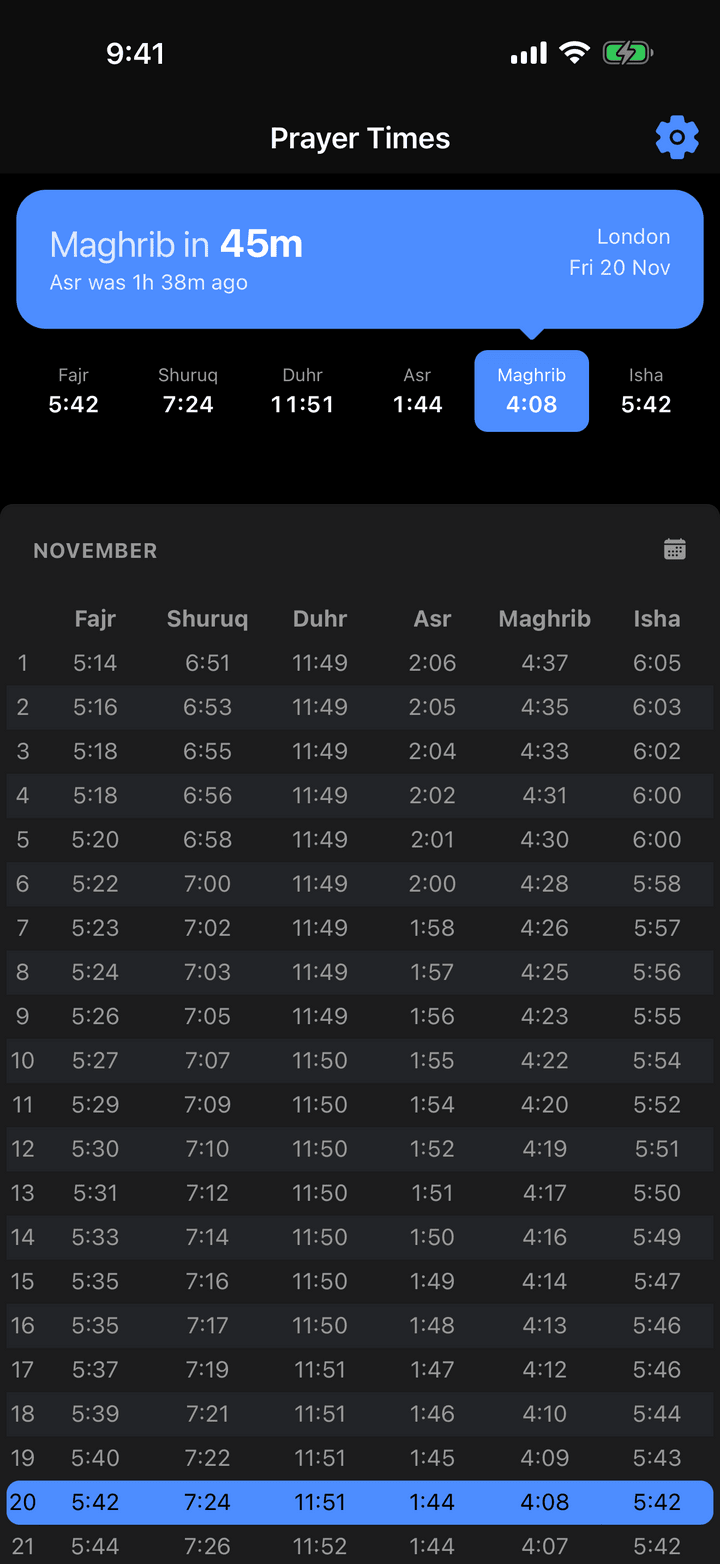 9:41
Prayer Times
Maghrib in 45m
Asr was 1h 38m ago
London
Fri 20 Nov
Fajr Shuruq Duhr Asr Maghrib Isha
5:42 7:24 11:51 1:44 4:08 5:42
NOVEMBER
Fajr Shuruq Duhr Asr Maghrib Isha
1 5:14 6:51 11:49 2:06 4:37 6:05
2 5:16 6:53 11:49 2:05 4:35 6:03
3 5:18 6:55 11:49 2:04 4:33 6:02
4 5:18 6:56 11:49 2:02 4:31 6:00
5 5:20 6:58 11:49 2:01 4:30 6:00
6 5:22 7:00 11:49 2:00 4:28 5:58
7 5:23 7:02 11:49 1:58 4:26 5:57
8 5:24 7:03 11:49 1:57 4:25 5:56
9 5:26 7:05 11:49 1:56 4:23 5:55
10 5:27 7:07 11:50 1:55 4:22 5:54
11 5:29 7:09 11:50 1:54 4:20 5:52
12 5:30 7:10 11:50 1:52 4:19 5:51
13 5:31 7:12 11:50 1:51 4:17 5:50
14 5:33 7:14 11:50 1:50 4:16 5:49
15 5:35 7:16 11:50 1:49 4:14 5:47
16 5:35 7:17 11:50 1:48 4:13 5:46
17 5:37 7:19 11:51 1:47 4:12 5:46
18 5:39 7:21 11:51 1:46 4:10 5:44
19 5:40 7:22 11:51 1:45 4:09 5:43
20 5:42 7:24 11:51 1:44 4:08 5:42
21 5:44 7:26 11:52 1:44 4:07 5:42